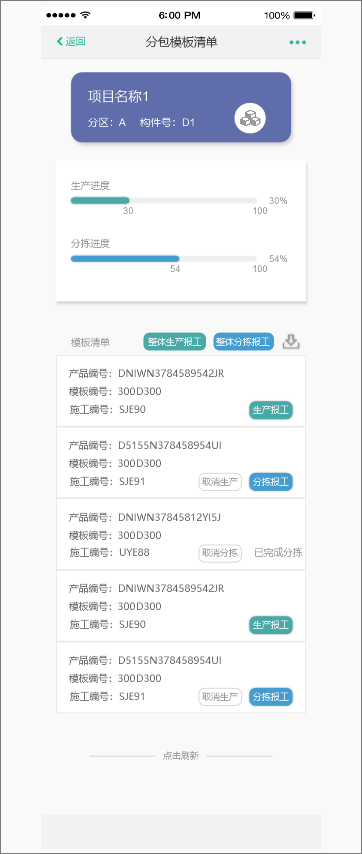 6:00 PM 100%
返回 分包模板清单
项目名称1
分区：A 构件号：D1
生产进度
30%
30 100
分拣进度
54%
54 100
模板清单 整体生产报工 整体分拣报工
产品编号：DNIWN3784589542JR
模板编号：300D300
施工编号：SJE90 生产报工
产品编号：D5155N378458954UI
模板编号：300D300
施工编号：SJE91 取消生产 分拣报工
产品编号：DNIWN37845812YI5J
模板编号：300D300
施工编号：UYE88 取消分拣 已完成分拣
产品编号：DNIWN3784589542JR
模板编号：300D300
施工编号：SJE90 生产报工
产品编号：D5155N378458954UI
模板编号：300D300
施工编号：SJE91 取消生产 分拣报工
点击刷新